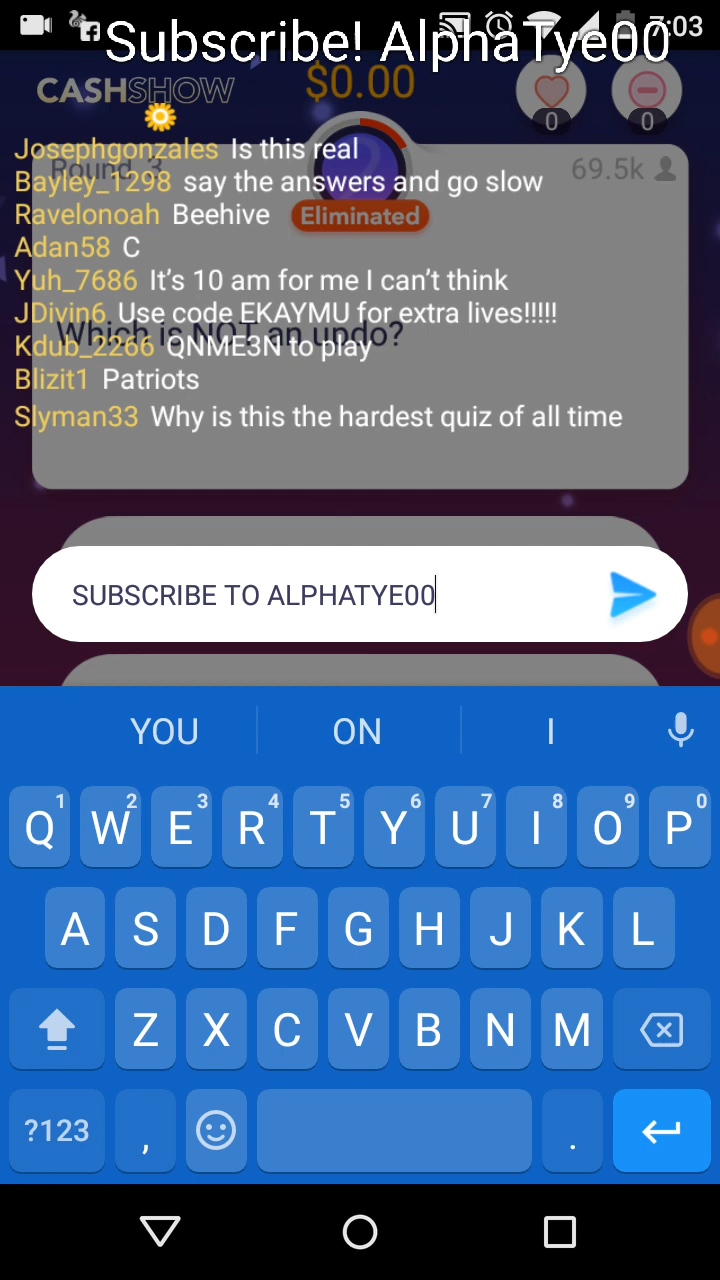 Subscribe! AlphaTye00
7:03
CASHSHOW
$0.00
0
0
Josephgonzales Is this real
Round 3
69.5k
Bayley_1298 say the answers and go slow
Ravelonoah Beehive
Eliminated
Adan58 C
Yuh_7686 It’s 10 am for me I can’t think
JDivin6. Use code EKAYMU for extra lives!!!!!
Which is NOT an updo?
Kdub_2266 QNME3N to play
Blizit1 Patriots
Slyman33 Why is this the hardest quiz of all time
SUBSCRIBE TO ALPHATYE00
YOU ON I
1 2 3 4 5 6 7 8 9 0
Q W E R T Y U I O P
A S D F G H J K L
Z X C V B N M
?123 , .